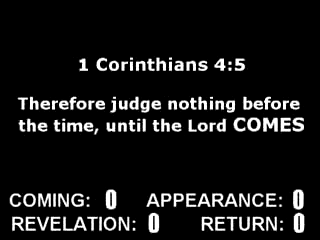 1 Corinthians 4:5
Therefore judge nothing before
the time, until the Lord COMES
COMING: 0 APPEARANCE: 0
REVELATION: 0 RETURN: 0